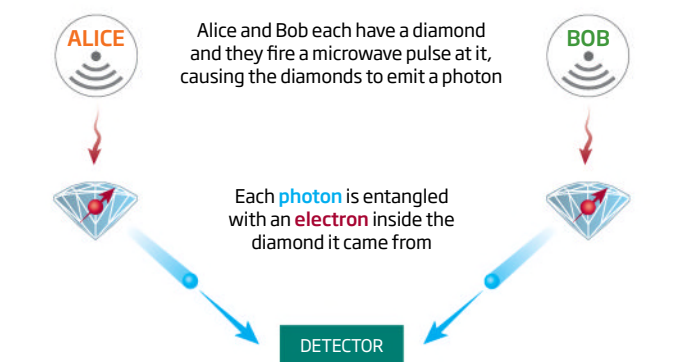 ALICE
Alice and Bob each have a diamond
and they fire a microwave pulse at it,
causing the diamonds to emit a photon
BOB
Each photon is entangled
with an electron inside the
diamond it came from
DETECTOR